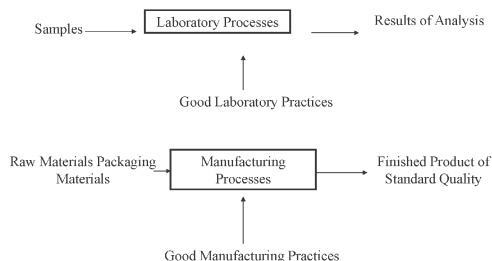 Samples
Laboratory Processes
Results of Analysis
Good Laboratory Practices
Raw Materials Packaging
Materials
Manufacturing
Processes
Finished Product of
Standard Quality
Good Manufacturing Practices